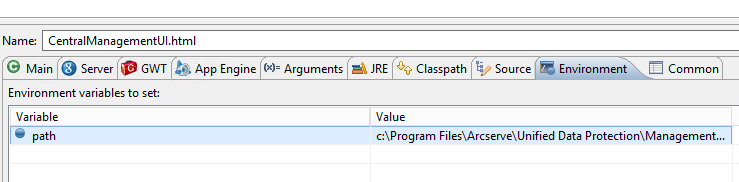 Name: CentralManagementUI.html
Main Server GWT App Engine (x)= Arguments JRE Classpath Source Environment Common
Environment variables to set:
Variable Value
path c:\Program Files\Arcserve\Unified Data Protection\Management...